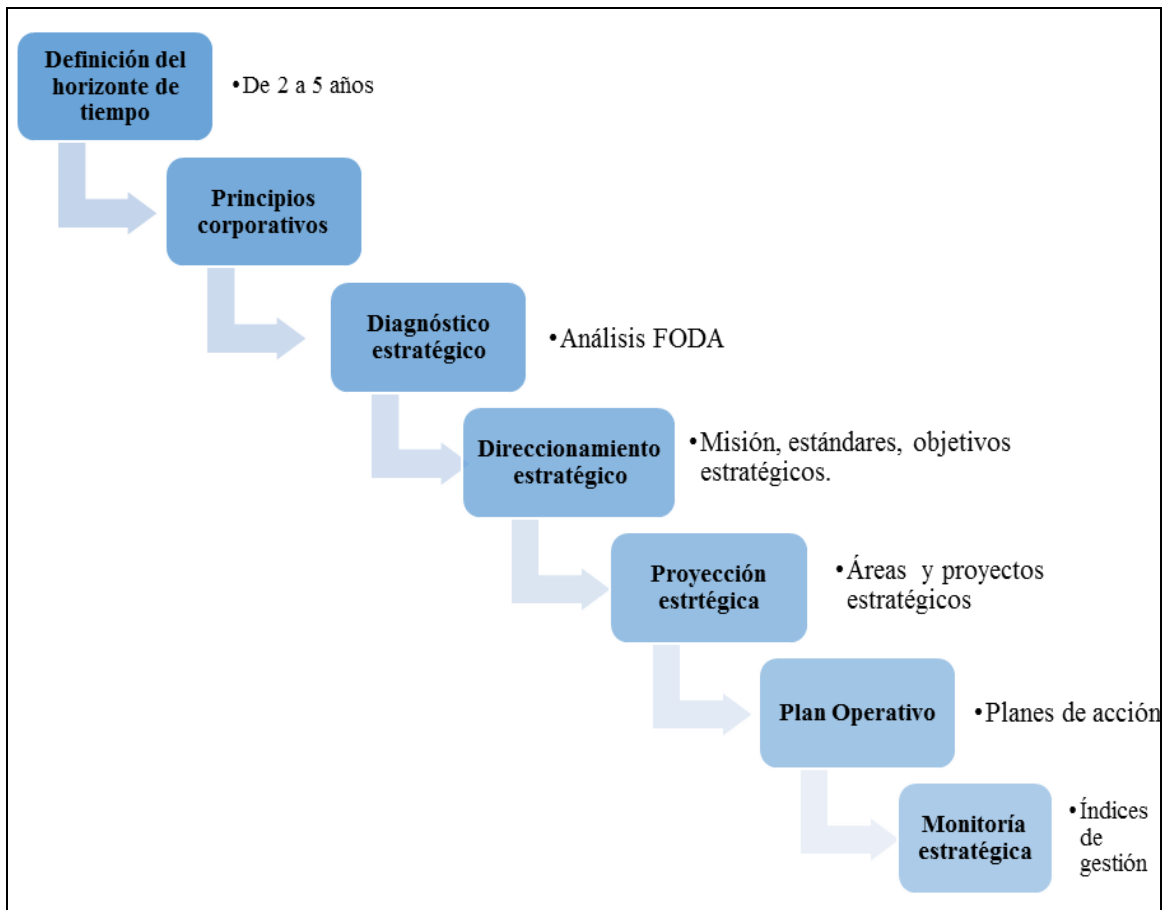 Definición del
horizonte de
tiempo
•De 2 a 5 años
Principios
corporativos
Diagnóstico
estratégico
•Análisis FODA
Direccionamiento
estratégico
•Misión, estándares, objetivos
estratégicos.
Proyección
estrtégica
•Áreas y proyectos
estratégicos
Plan Operativo
•Planes de acción
Monitoría
estratégica
•Índices
de
gestión